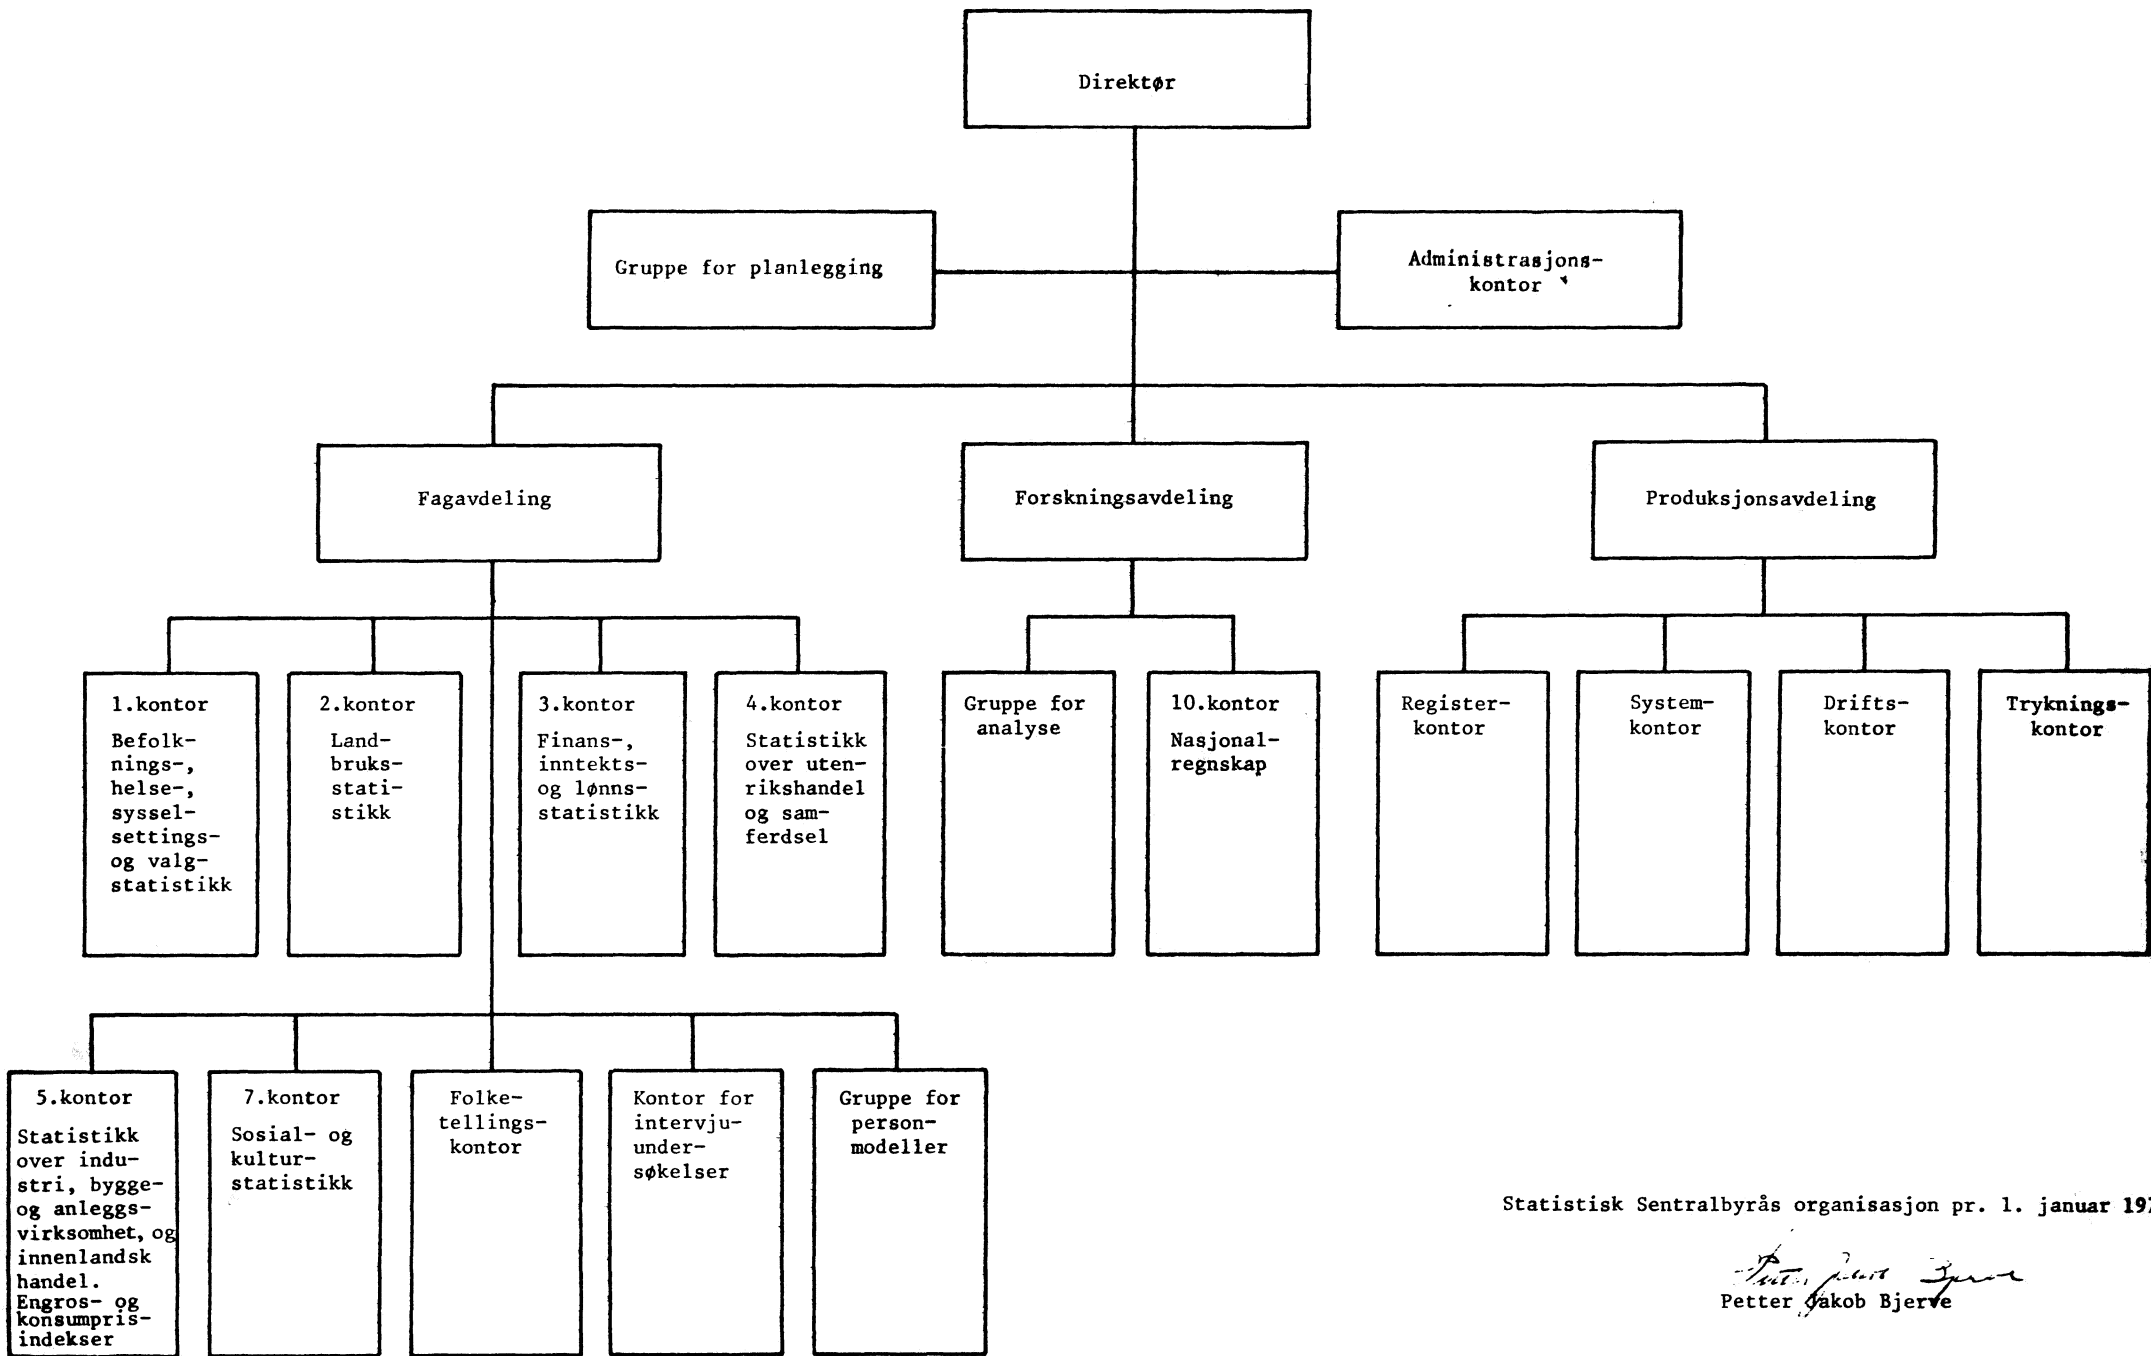 Direktør
Gruppe for planlegging
Administrasjons-
kontor
Fagavdeling
Forskningsavdeling
Produksjonsavdeling
1.kontor
Befolk-
nings-,
helse-,
syssel-
settings-
og valg-
statistikk
2.kontor
Land-
bruks-
stati-
stikk
3.kontor
Finans-,
inntekts-
og lønns-
statistikk
4.kontor
Statistikk
over uten-
rikshandel
og sam-
ferdsel
Gruppe for
analyse
10.kontor
Nasjonal-
regnskap
Register-
kontor
System-
kontor
Drifts-
kontor
Tryknings-
kontor
5.kontor
Statistikk
over indu-
stri, bygge-
og anleggs-
virksomhet, og
innenlandsk
handel.
Engros- og
konsumpris-
indekser
7.kontor
Sosial- og
kultur-
statistikk
Folke-
tellings-
kontor
Kontor for
intervju-
under-
søkelser
Gruppe for
person-
modeller
Statistisk Sentralbyrås organisasjon pr. 1. januar
Petter Jakob Bjerve
Petter Jakob Bjerve